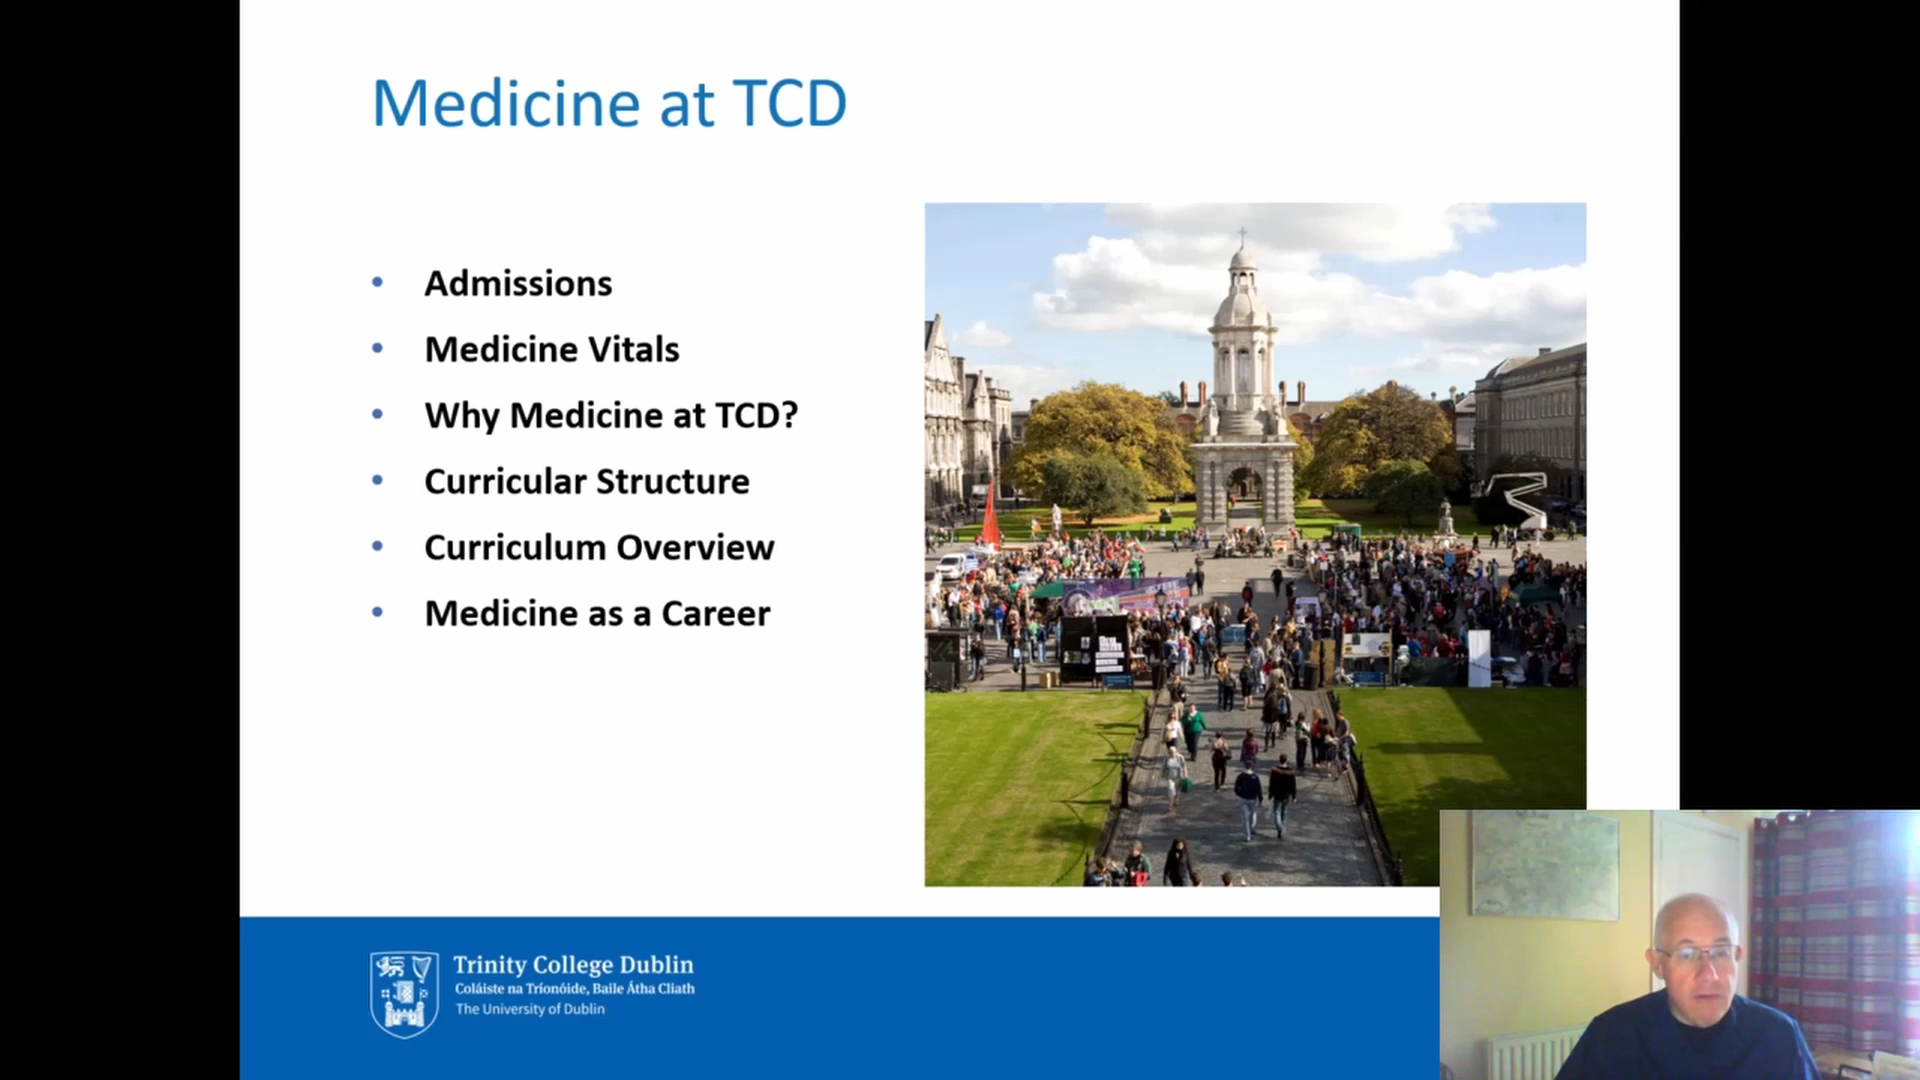 Medicine at TCD
• Admissions
• Medicine Vitals
• Why Medicine at TCD?
• Curricular Structure
• Curriculum Overview
• Medicine as a Career
Trinity College Dublin
Coláiste na Tríonóide, Baile Átha Cliath
The University of Dublin